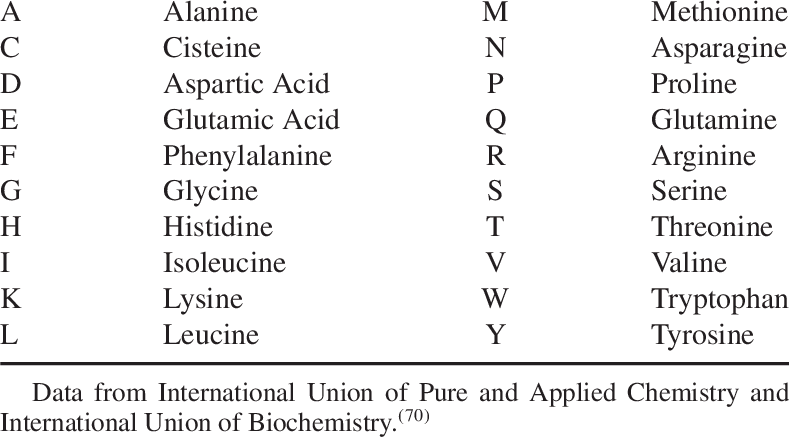 A Alanine M Methionine
C Cisteine N Asparagine
D Aspartic Acid P Proline
E Glutamic Acid Q Glutamine
F Phenylalanine R Arginine
G Glycine S Serine
H Histidine T Threonine
I Isoleucine V Valine
K Lysine W Tryptophan
L Leucine Y Tyrosine
Data from International Union of Pure and Applied Chemistry and
International Union of Biochemistry.(70)